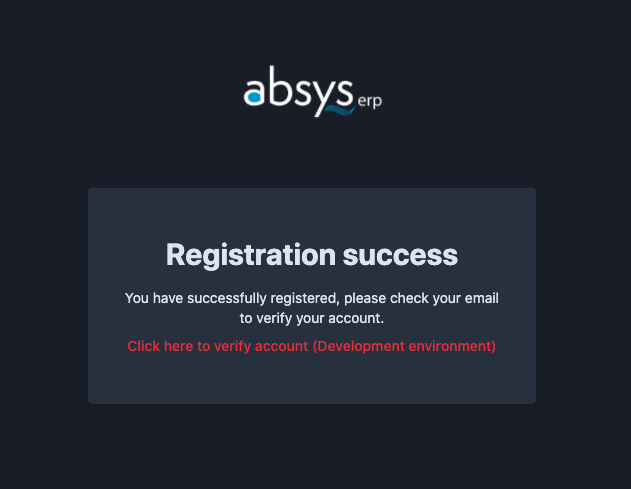 absys erp
Registration success
You have successfully registered, please check your email
to verify your account.
Click here to verify account (Development environment)